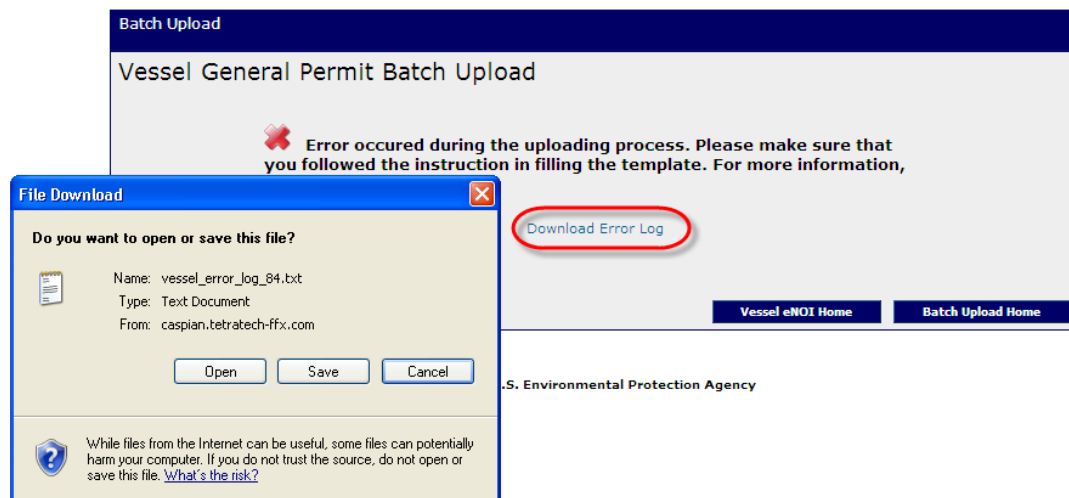 Batch Upload
Vessel General Permit Batch Upload
Error occured during the uploading process. Please make sure that
you followed the instruction in filling the template. For more information,
Download Error Log
Vessel eNOI Home
Batch Upload Home
.S. Environmental Protection Agency
File Download
Do you want to open or save this file?
Name: vessel_error_log_84.txt
Type: Text Document
From: caspian.tetratech-ffx.com
Open
Save
Cancel
While files from the Internet can be useful, some files can potentially
harm your computer. If you do not trust the source, do not open or
save this file. What's the risk?